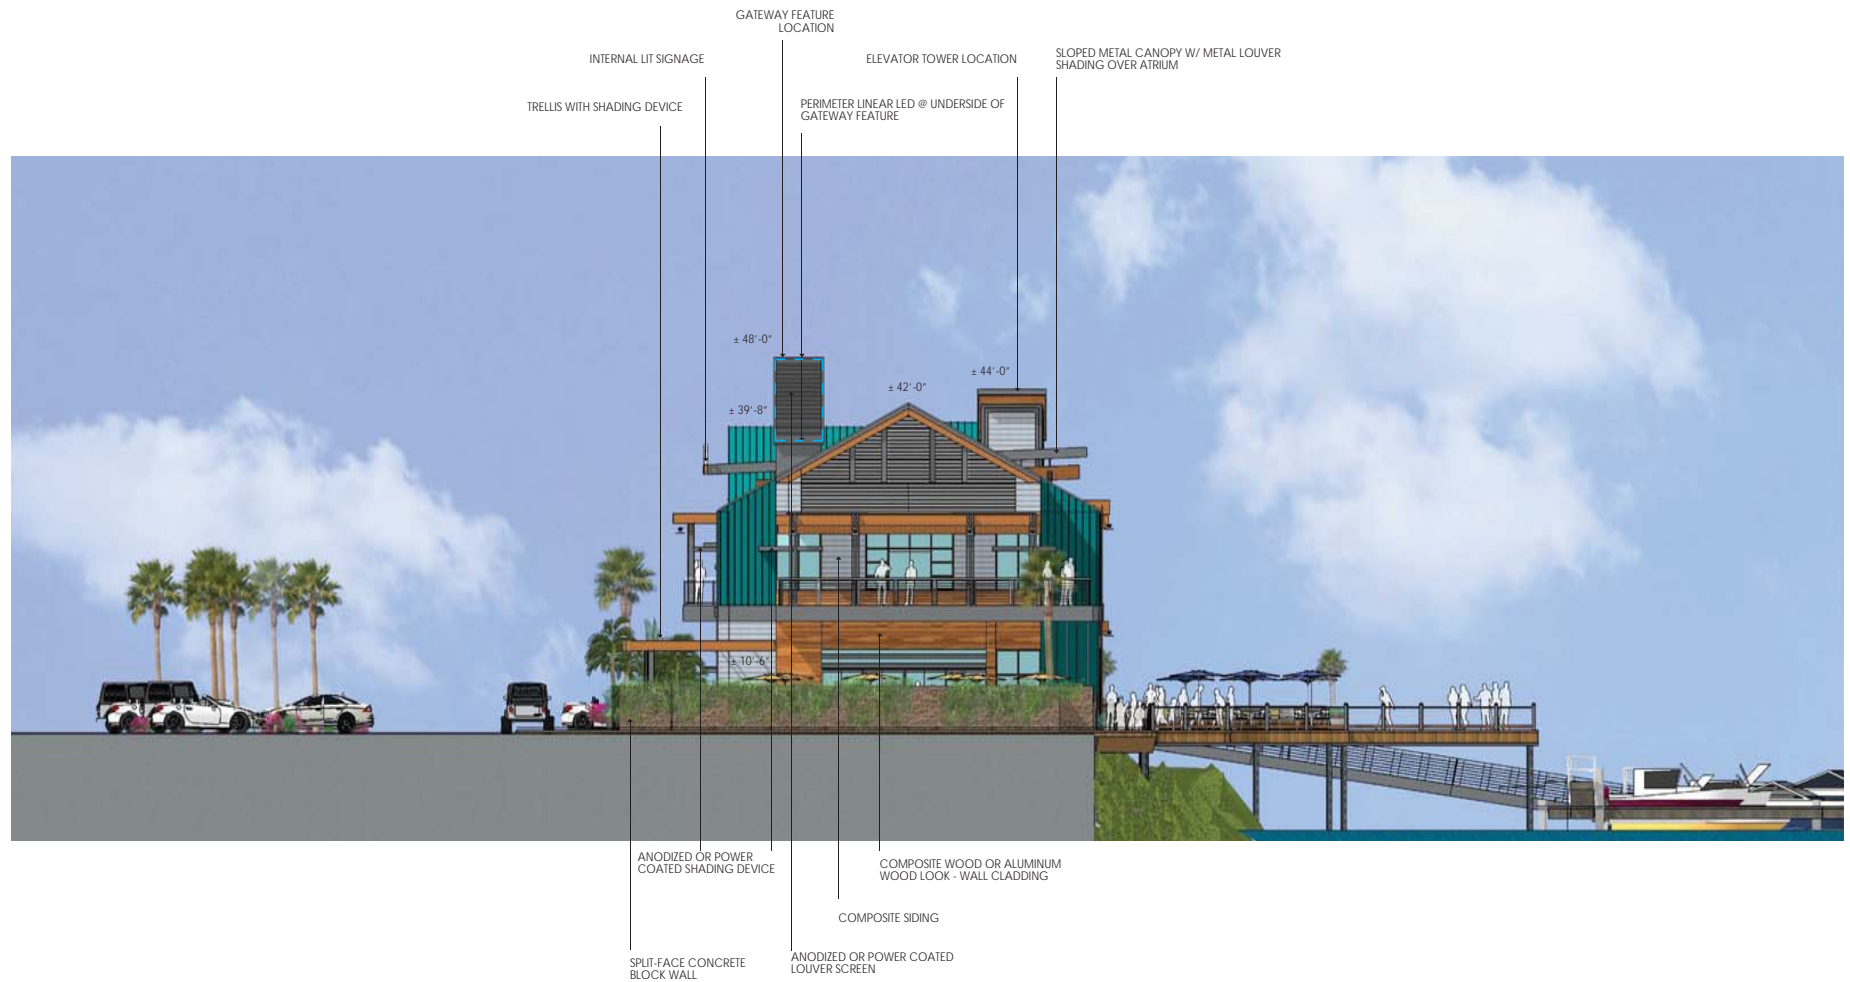 GATEWAY FEATURE
LOCATION
INTERNAL LIT SIGNAGE
ELEVATOR TOWER LOCATION
SLOPED METAL CANOPY W/ METAL LOUVER
SHADING OVER ATRIUM
TRELLIS WITH SHADING DEVICE
PERIMETER LINEAR LED @ UNDERSIDE OF
GATEWAY FEATURE
± 48'-0"
± 44'-0"
± 42'-0"
± 39'-8"
± 10'-6"
ANODIZED OR POWER
COATED SHADING DEVICE
COMPOSITE WOOD OR ALUMINUM
WOOD LOOK - WALL CLADDING
COMPOSITE SIDING
ANODIZED OR POWER COATED
LOUVER SCREEN
SPLIT-FACE CONCRETE
BLOCK WALL